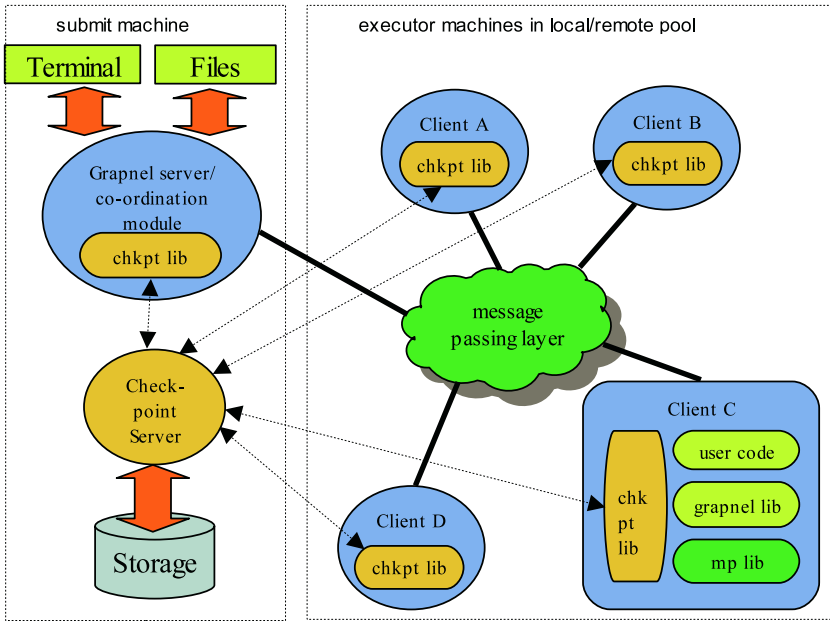 submit machine
executor machines in local/remote pool
Terminal
Files
Grapnel server/
co-ordination
module
chkpt lib
Client A
chkpt lib
Client B
chkpt lib
message
passing layer
Check-
point
Server
Storage
Client D
chkpt lib
Client C
chk
pt
lib
user code
grapnel lib
mp lib